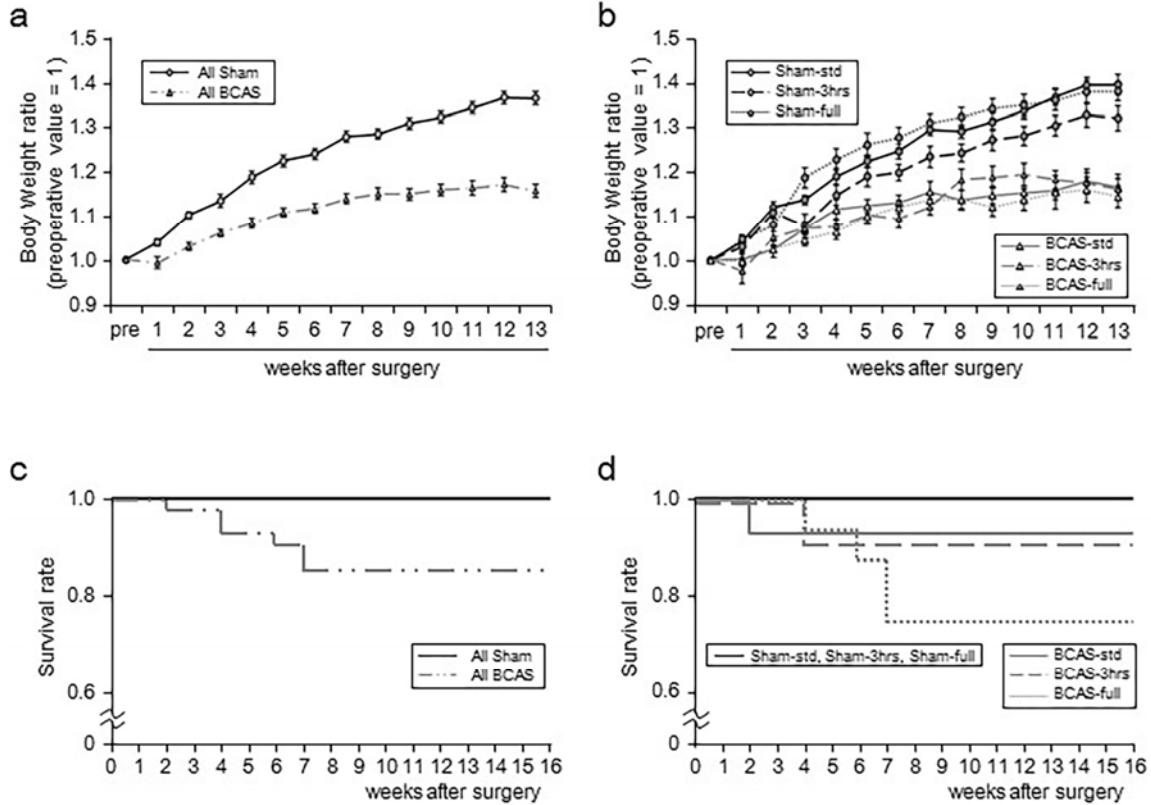 a
Body Weight ratio
(preoperative value = 1)
1.5
1.4
1.3
1.2
1.1
1.0
0.9
All Sham
All BCAS
pre 1 2 3 4 5 6 7 8 9 10 11 12 13
weeks after surgery
b
Body Weight ratio
(preoperative value = 1)
1.5
1.4
1.3
1.2
1.1
1.0
0.9
Sham-std
Sham-3hrs
Sham-full
BCAS-std
BCAS-3hrs
BCAS-full
pre 1 2 3 4 5 6 7 8 9 10 11 12 13
weeks after surgery
c
Survival rate
1.0
0.8
0.6
0
All Sham
All BCAS
0 1 2 3 4 5 6 7 8 9 10 11 12 13 14 15 16
weeks after surgery
d
Survival rate
1.0
0.8
0.6
0
Sham-std, Sham-3hrs, Sham-full
BCAS-std
BCAS-3hrs
BCAS-full
0 1 2 3 4 5 6 7 8 9 10 11 12 13 14 15 16
weeks after surgery